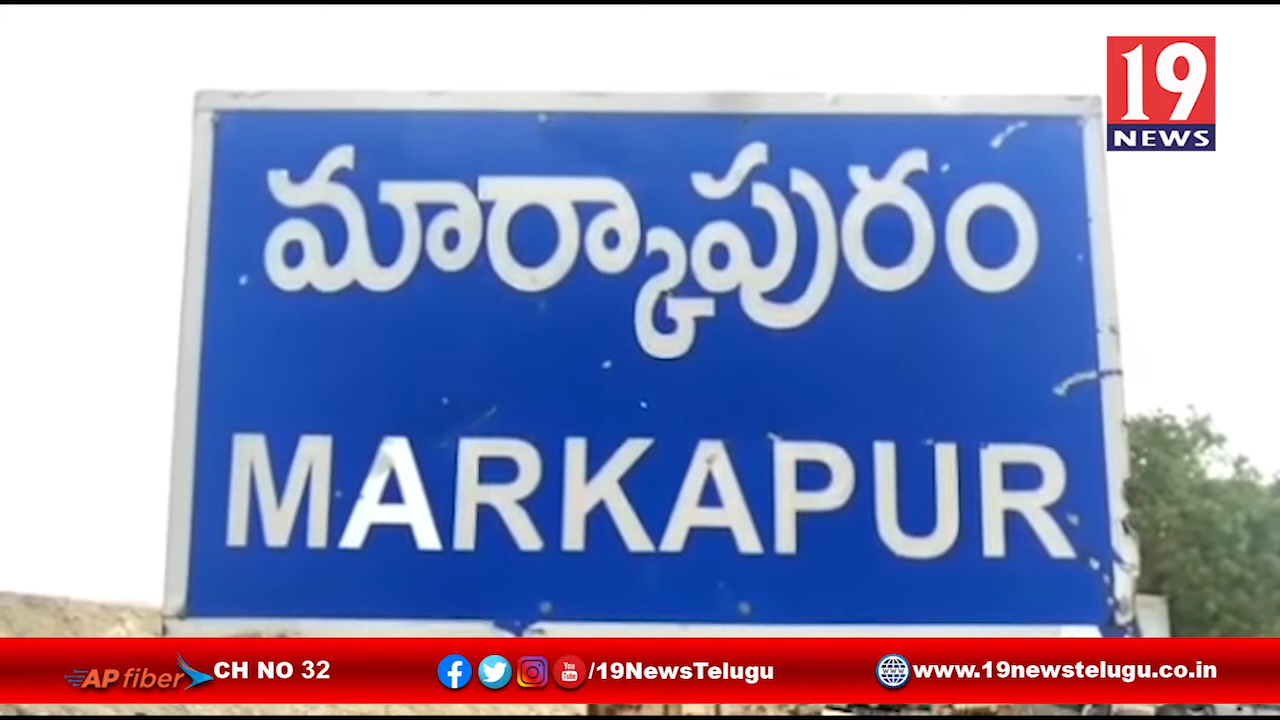 19
NEWS
మార్కాపురం
MARKAPUR
AP fiber CH NO 32 /19NewsTelugu www.19newstelugu.co.in